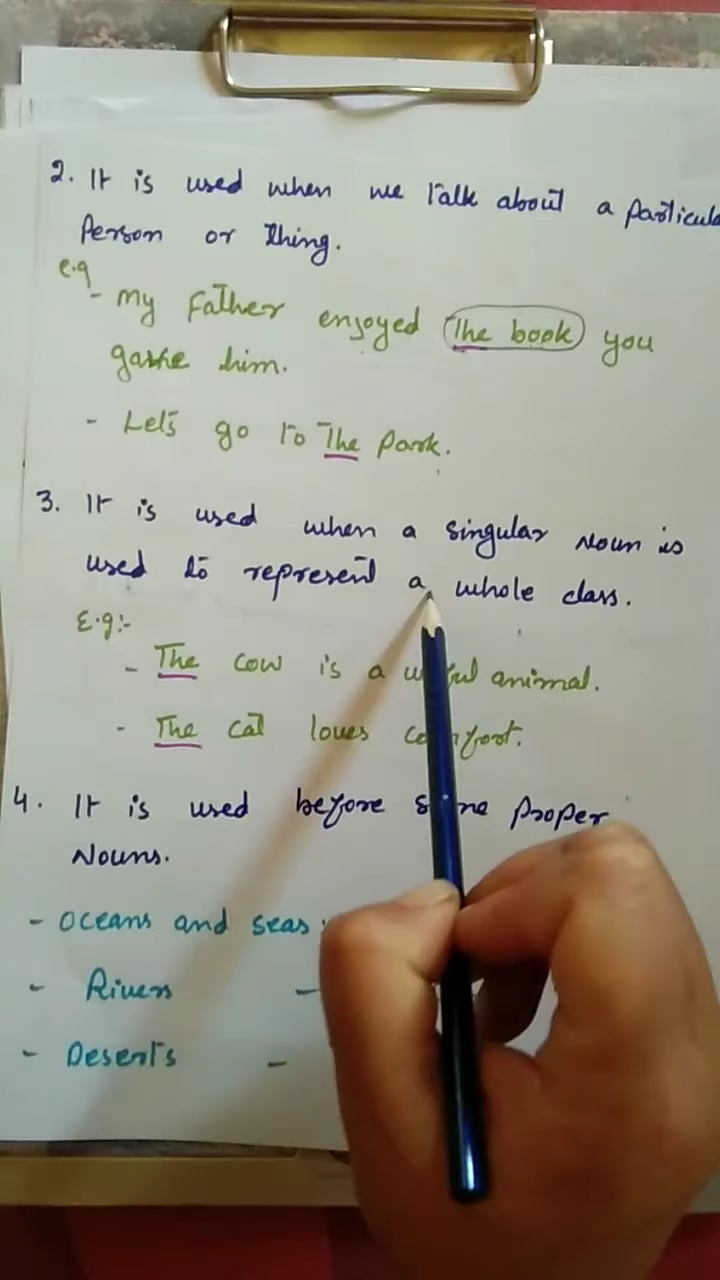 2. It is used when we talk about a particula
Person or thing.
e.g
- My Father enjoyed the book you
gave him.
- Let's go to The Park.
3. It is used when a singular Noun is
used to represent a whole class.
E.g:-
- The cow is a animal.
- The cat loves
4. It is used before Proper
Nouns.
- Oceans and seas:
- Rivers -
- Deserts -